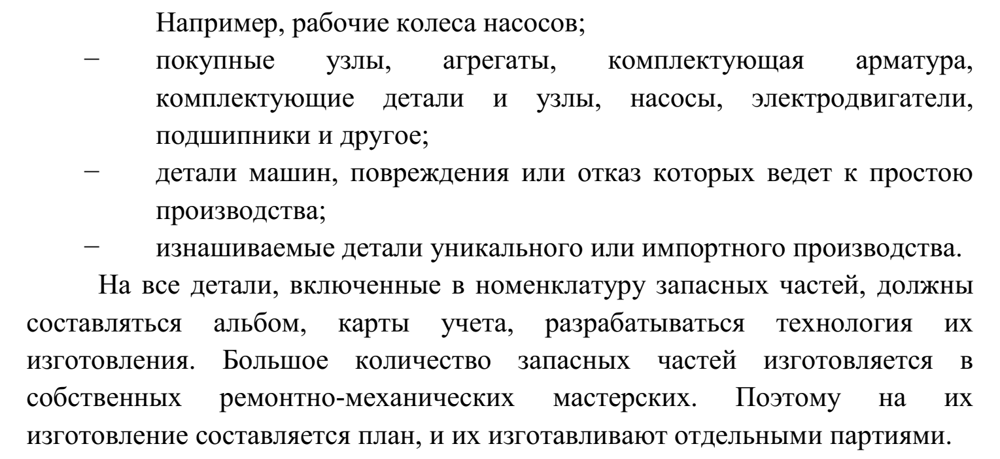 Например, рабочие колеса насосов;
− покупные узлы, агрегаты, комплектующая арматура,
комплектующие детали и узлы, насосы, электродвигатели,
подшипники и другое;
− детали машин, повреждения или отказ которых ведет к простою
производства;
− изнашиваемые детали уникального или импортного производства.
На все детали, включенные в номенклатуру запасных частей, должны
составляться альбом, карты учета, разрабатываться технология их
изготовления. Большое количество запасных частей изготовляется в
собственных ремонтно-механических мастерских. Поэтому на их
изготовление составляется план, и их изготавливают отдельными партиями.